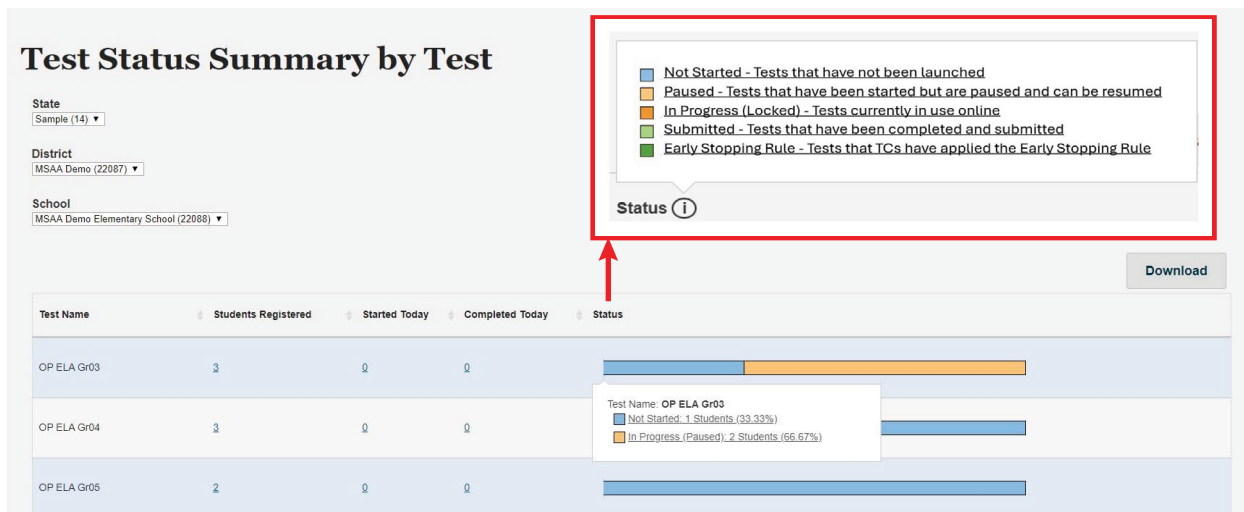 Test Status Summary by Test
State
Sample (14) ▼
District
MSAA Demo (22087) ▼
School
MSAA Demo Elementary School (22088) ▼
Not Started - Tests that have not been launched
Paused - Tests that have been started but are paused and can be resumed
In Progress (Locked) - Tests currently in use online
Submitted - Tests that have been completed and submitted
Early Stopping Rule - Tests that TCs have applied the Early Stopping Rule
Status i
Download
Test Name Students Registered Started Today Completed Today Status
OP ELA Gr03 3 0 0
Test Name: OP ELA Gr03
Not Started: 1 Students (33.33%)
In Progress (Paused): 2 Students (66.67%)
OP ELA Gr04 3 0 0
OP ELA Gr05 2 0 0